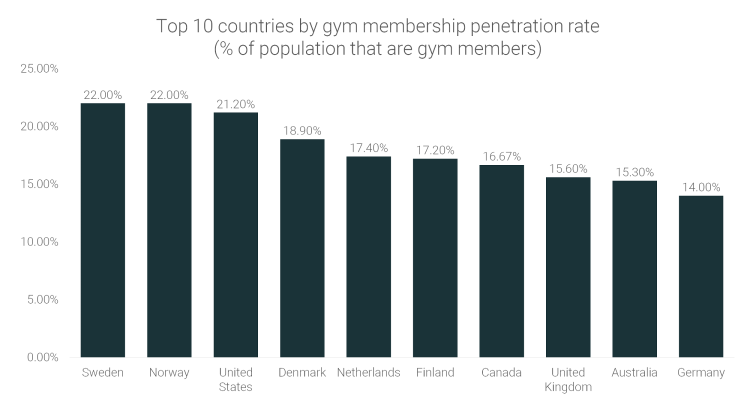 Top 10 countries by gym membership penetration rate
(% of population that are gym members)
25.00%
20.00%
15.00%
10.00%
5.00%
0.00%
22.00%
22.00%
21.20%
18.90%
17.40%
17.20%
16.67%
15.60%
15.30%
14.00%
Sweden
Norway
United
States
Denmark
Netherlands
Finland
Canada
United
Kingdom
Australia
Germany